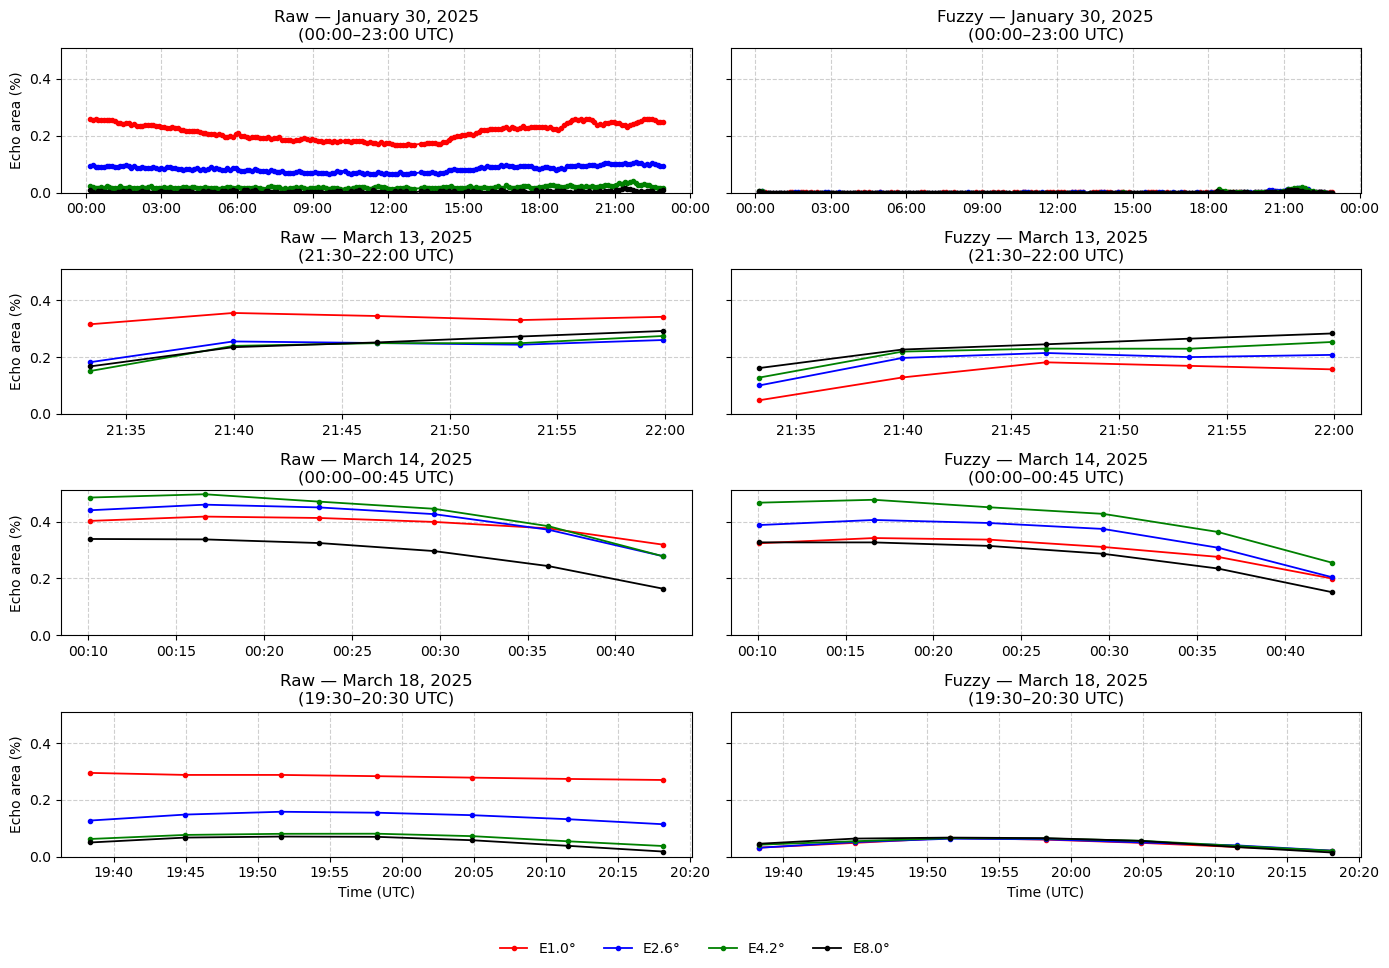 Raw — January 30, 2025
(00:00–23:00 UTC)
Fuzzy — January 30, 2025
(00:00–23:00 UTC)
Echo area (%)
0.4
0.2
0.0
00:00 03:00 06:00 09:00 12:00 15:00 18:00 21:00 00:00
00:00 03:00 06:00 09:00 12:00 15:00 18:00 21:00 00:00
Raw — March 13, 2025
(21:30–22:00 UTC)
Fuzzy — March 13, 2025
(21:30–22:00 UTC)
Echo area (%)
0.4
0.2
0.0
21:35 21:40 21:45 21:50 21:55 22:00
21:35 21:40 21:45 21:50 21:55 22:00
Raw — March 14, 2025
(00:00–00:45 UTC)
Fuzzy — March 14, 2025
(00:00–00:45 UTC)
Echo area (%)
0.4
0.2
0.0
00:10 00:15 00:20 00:25 00:30 00:35 00:40
00:10 00:15 00:20 00:25 00:30 00:35 00:40
Raw — March 18, 2025
(19:30–20:30 UTC)
Fuzzy — March 18, 2025
(19:30–20:30 UTC)
Echo area (%)
0.4
0.2
0.0
19:40 19:45 19:50 19:55 20:00 20:05 20:10 20:15 20:20
19:40 19:45 19:50 19:55 20:00 20:05 20:10 20:15 20:20
Time (UTC)
Time (UTC)
E1.0° E2.6° E4.2° E8.0°